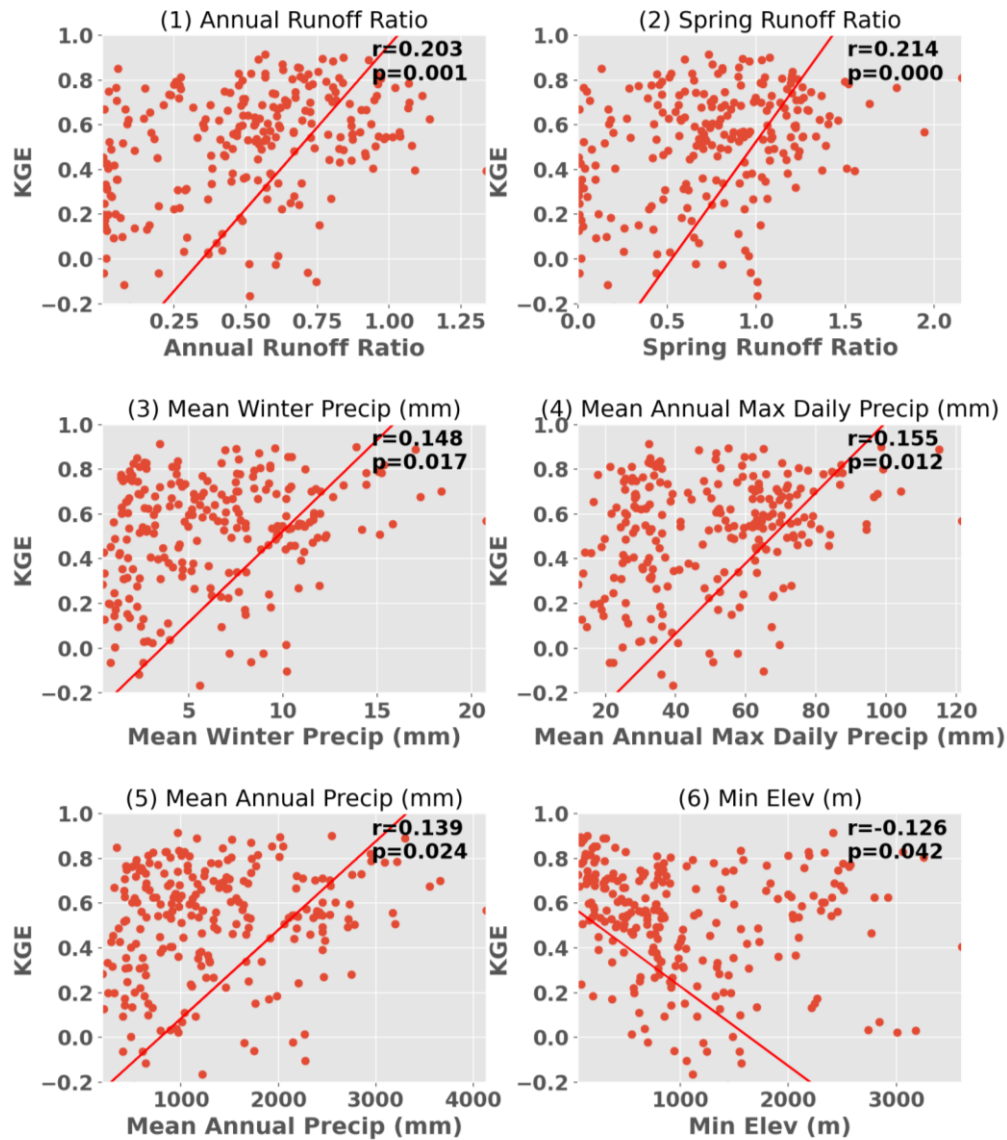 (1) Annual Runoff Ratio
r=0.203
p=0.001
1.0
0.8
0.6
0.4
0.2
0.0
−0.2
KGE
0.25 0.50 0.75 1.00 1.25
Annual Runoff Ratio
(2) Spring Runoff Ratio
r=0.214
p=0.000
1.0
0.8
0.6
0.4
0.2
0.0
−0.2
KGE
0.0 0.5 1.0 1.5 2.0
Spring Runoff Ratio
(3) Mean Winter Precip (mm)
r=0.148
p=0.017
1.0
0.8
0.6
0.4
0.2
0.0
−0.2
KGE
5 10 15 20
Mean Winter Precip (mm)
(4) Mean Annual Max Daily Precip (mm)
r=0.155
p=0.012
1.0
0.8
0.6
0.4
0.2
0.0
−0.2
KGE
20 40 60 80 100 120
Mean Annual Max Daily Precip (mm)
(5) Mean Annual Precip (mm)
r=0.139
p=0.024
1.0
0.8
0.6
0.4
0.2
0.0
−0.2
KGE
1000 2000 3000 4000
Mean Annual Precip (mm)
(6) Min Elev (m)
r=-0.126
p=0.042
1.0
0.8
0.6
0.4
0.2
0.0
−0.2
KGE
1000 2000 3000
Min Elev (m)